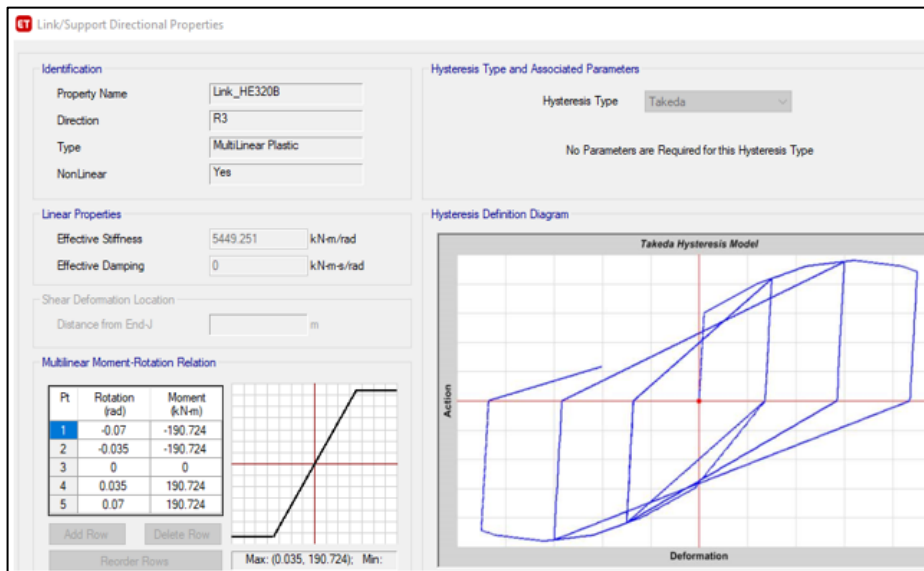 ET Link/Support Directional Properties
Identification
Property Name Link_HE320B
Direction R3
Type MultiLinear Plastic
NonLinear Yes
Linear Properties
Effective Stiffness 5449.251 kN-m/rad
Effective Damping 0 kN-m-s/rad
Shear Deformation Location
Distance from End-J m
Multilinear Moment-Rotation Relation
Pt Rotation (rad) Moment (kN-m)
1 -0.07 -190.724
2 -0.035 -190.724
3 0 0
4 0.035 190.724
5 0.07 190.724
Add Row Delete Row
Reorder Rows
Max: (0.035, 190.724); Min:
Hysteresis Type and Associated Parameters
Hysteresis Type Takeda
No Parameters are Required for this Hysteresis Type
Hysteresis Definition Diagram
Takeda Hysteresis Model
Action
Deformation